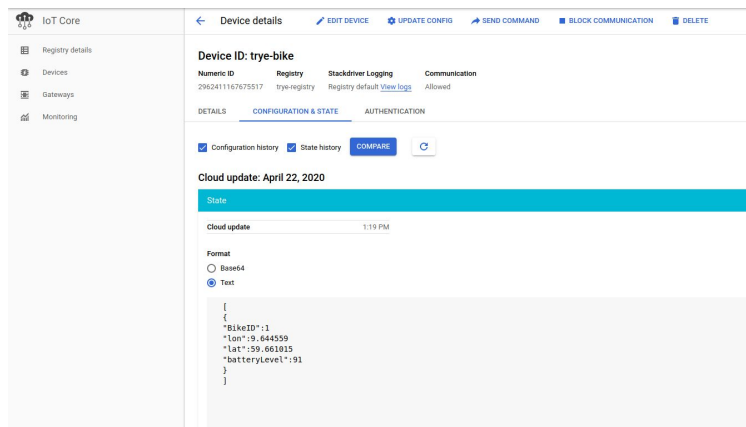 IoT Core
Device details EDIT DEVICE UPDATE CONFIG SEND COMMAND BLOCK COMMUNICATION DELETE
Registry details
Devices
Gateways
Monitoring
Device ID: trye-bike
Numeric ID Registry Stackdriver Logging Communication
2962411167675517 trye-registry Registry default View logs Allowed
DETAILS CONFIGURATION & STATE AUTHENTICATION
Configuration history State history COMPARE
Cloud update: April 22, 2020
State
Cloud update 1:19 PM
Format
Base64
Text
[
{
"BikeID":1
"lon":9.644559
"lat":59.661015
"batteryLevel":91
}
]